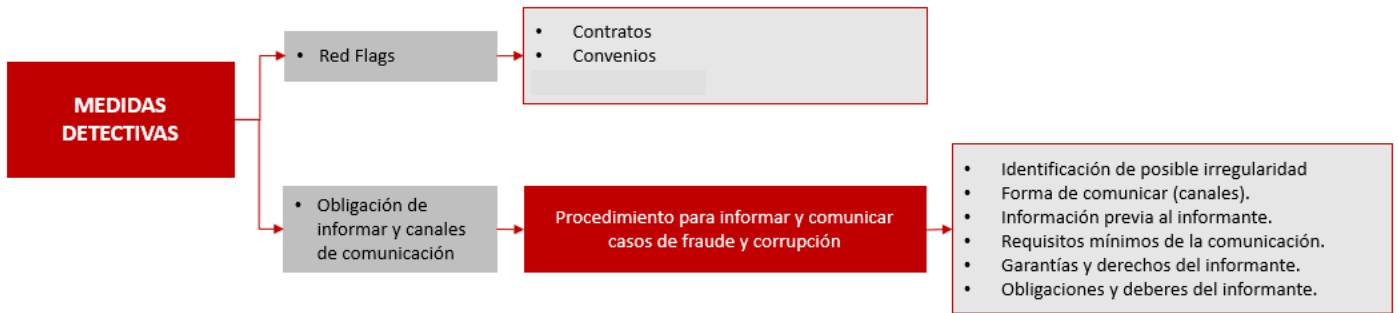 MEDIDAS
DETECTIVAS
• Red Flags
• Contratos
• Convenios
• Obligación de
informar y canales
de comunicación
Procedimiento para informar y comunicar
casos de fraude y corrupción
• Identificación de posible irregularidad
• Forma de comunicar (canales).
• Información previa al informante.
• Requisitos mínimos de la comunicación.
• Garantías y derechos del informante.
• Obligaciones y deberes del informante.